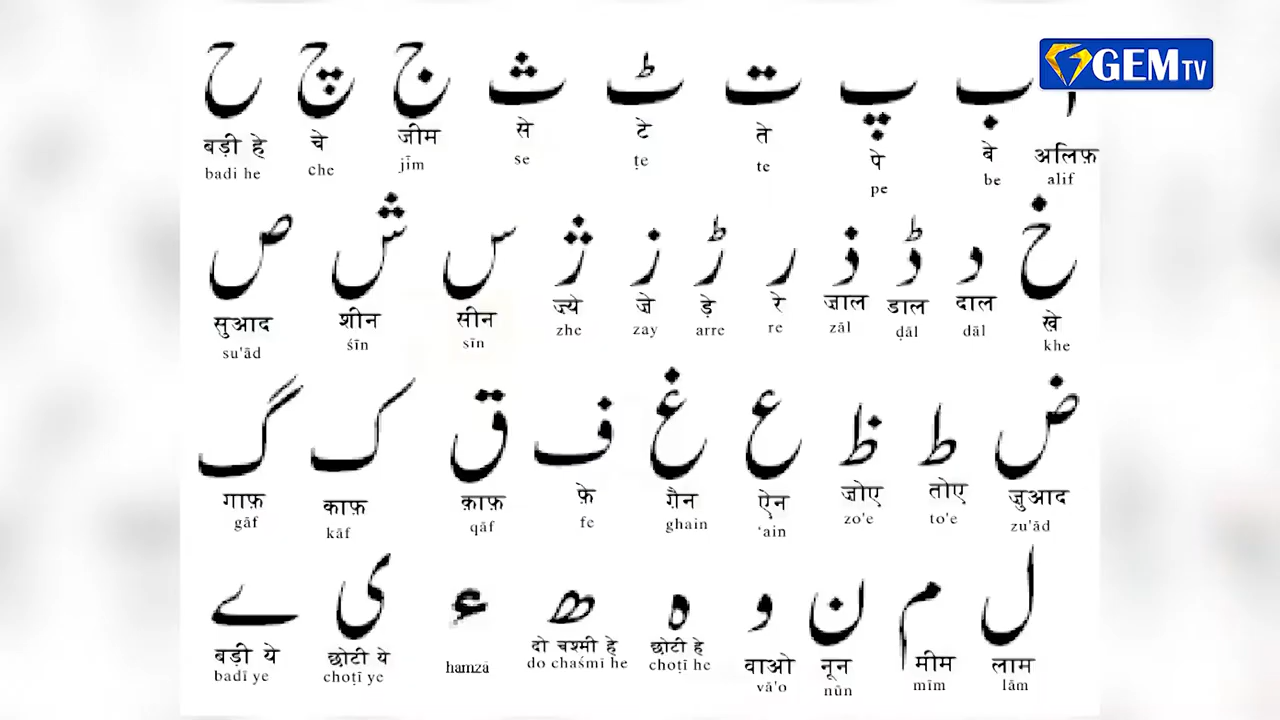 GEM TV
ا ب پ ت ٹ ث ج چ ح
बड़ी हे चे जीम से टे ते पे बे अलिफ़
badi he che jīm se ṭe te pe be alif
خ د ڈ ذ ر ڑ ز ژ س ش ص
सुआद शीन सीन ज़्ये ज़े ड़े रे ज़ाल डाल दाल ख़े
su'ād śīn sīn zhe zay arre re zāl ḍāl dāl khe
ض ط ظ ع غ ف ق ک گ
गाफ़ काफ़ क़ाफ़ फ़े ग़ैन ऐन ज़ोए तोए ज़ुआद
gāf kāf qāf fe ghain ‘ain zo'e to'e zu'ād
ل م ن و ہ ھ ء ی ے
बड़ी ये छोटी ये दो चश्मी हे छोटी हे वाओ नून मीम लाम
badī ye choṭī ye hamzā do chaśmi he choṭī he vā'o nūn mīm lām